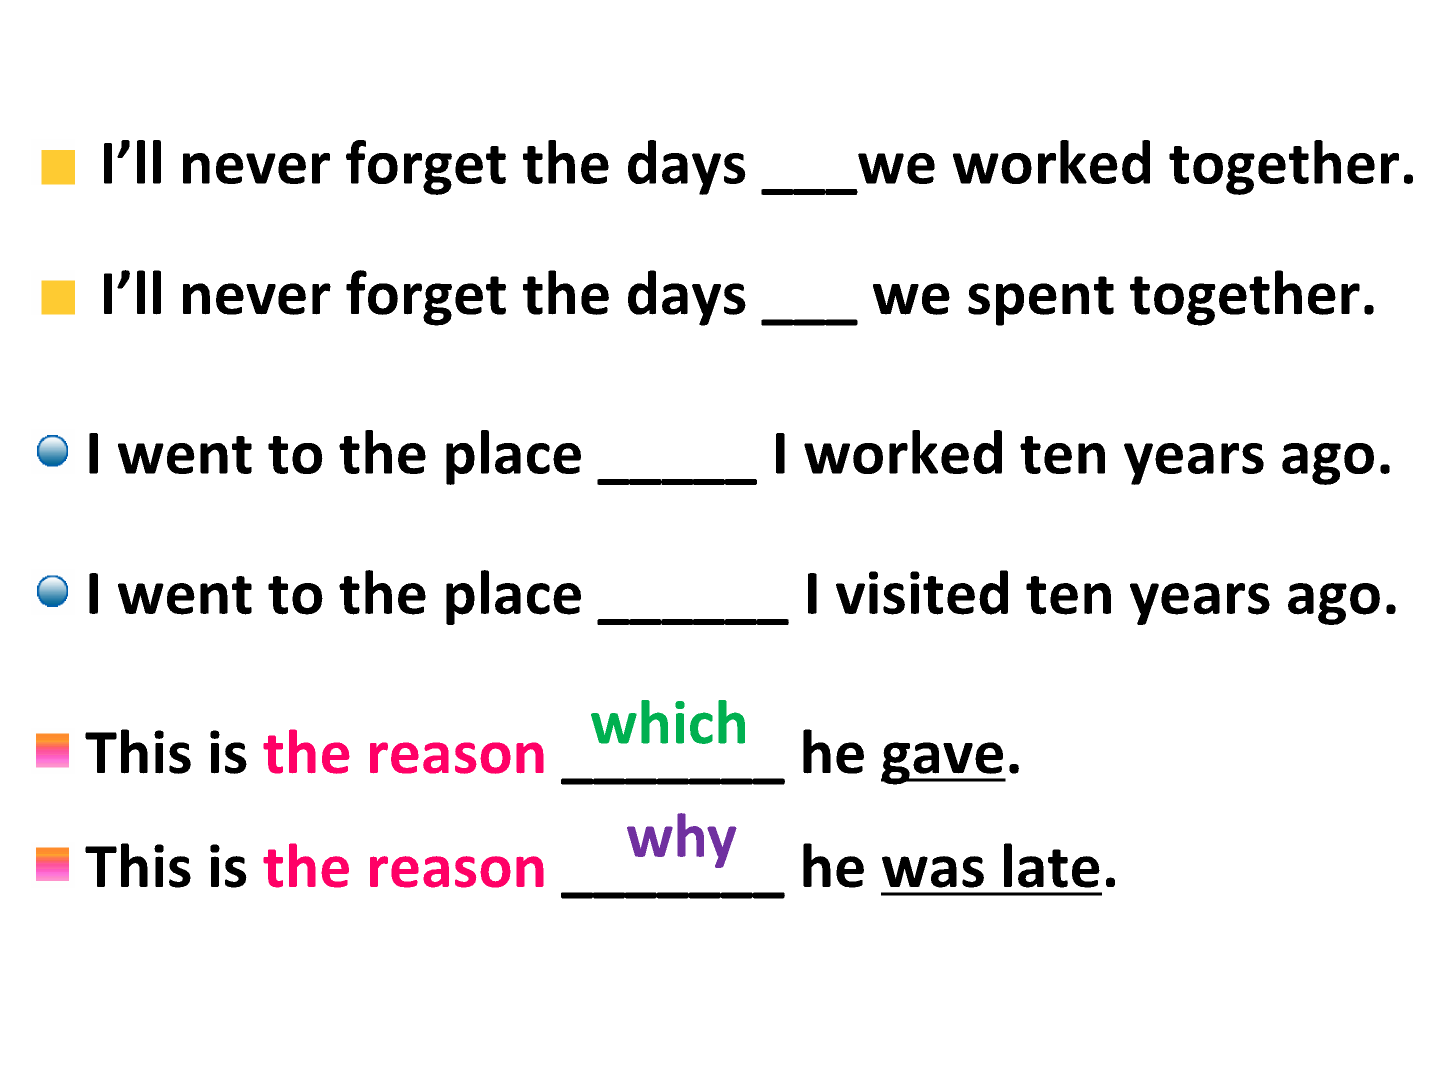 I’ll never forget the days ___we worked together.
I’ll never forget the days ___ we spent together.
I went to the place _____ I worked ten years ago.
I went to the place ______ I visited ten years ago.
which
This is the reason _______ he gave.
why
This is the reason _______ he was late.